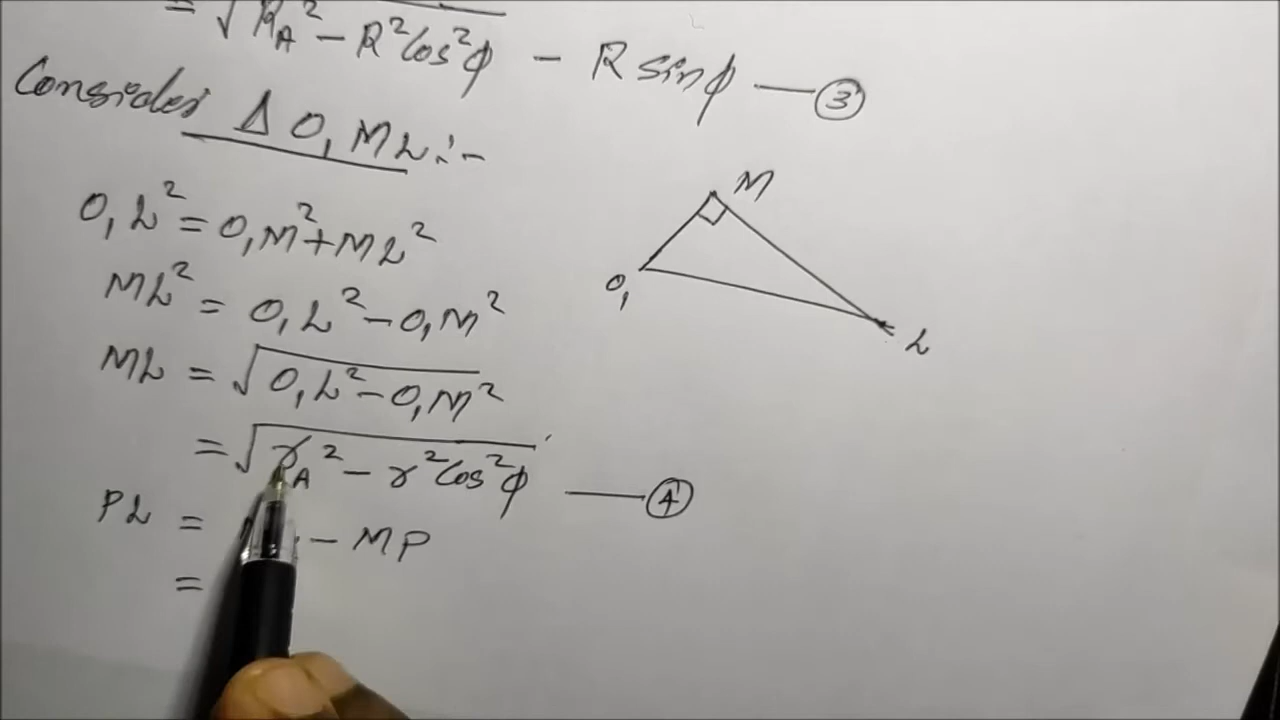 = √R_A² − R²Cos²φ − R sinφ — ③
Consider Δ O₁ML :-
O₁L² = O₁M² + ML²
ML² = O₁L² − O₁M²
ML = √O₁L² − O₁M²
= √r_A² − r²Cos²φ — ④
PL = − MP
=
M
O₁
L